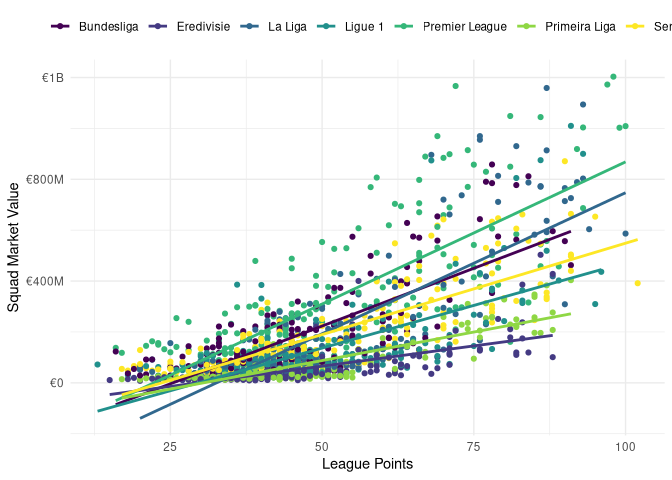 Bundesliga Eredivisie La Liga Ligue 1 Premier League Primeira Liga Ser
€1B
€800M
€400M
€0
25 50 75 100
League Points
Squad Market Value